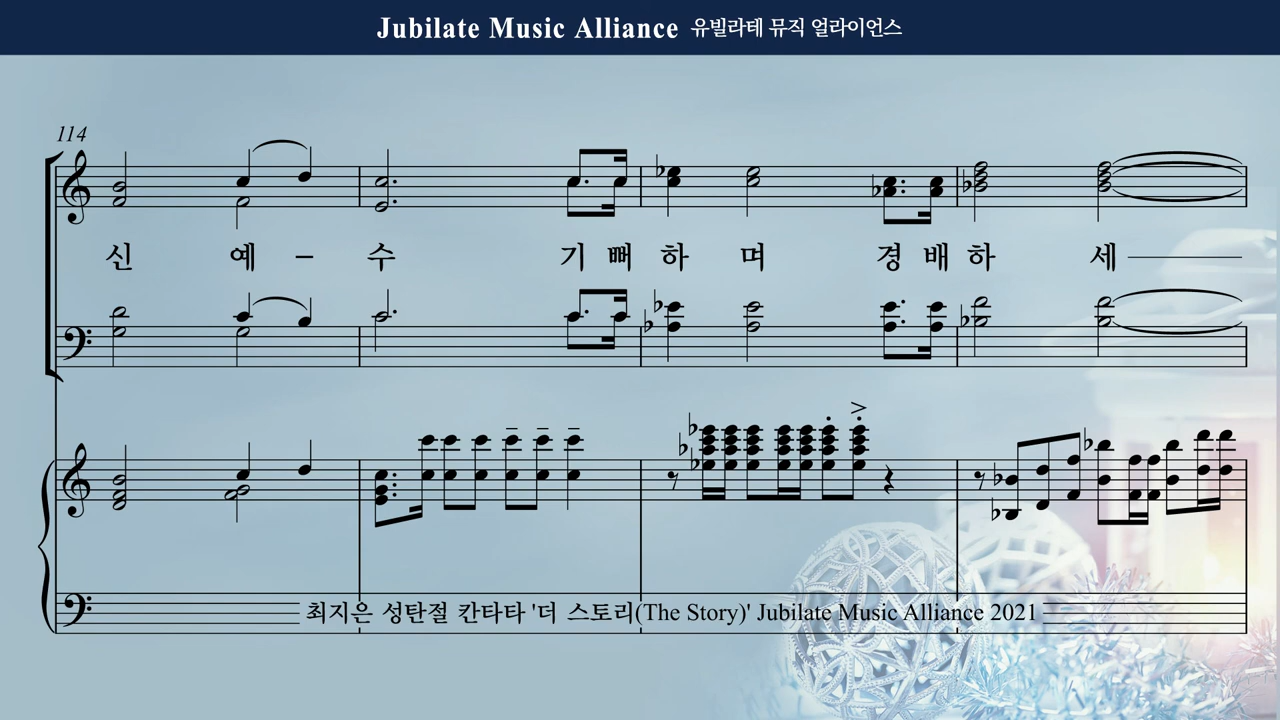 Jubilate Music Alliance 유빌라테 뮤직 얼라이언스
114
신 예 – 수 기 뻐 하 며 경 배 하 세
최지은 성탄절 칸타타 '더 스토리(The Story)' Jubilate Music Alliance 2021